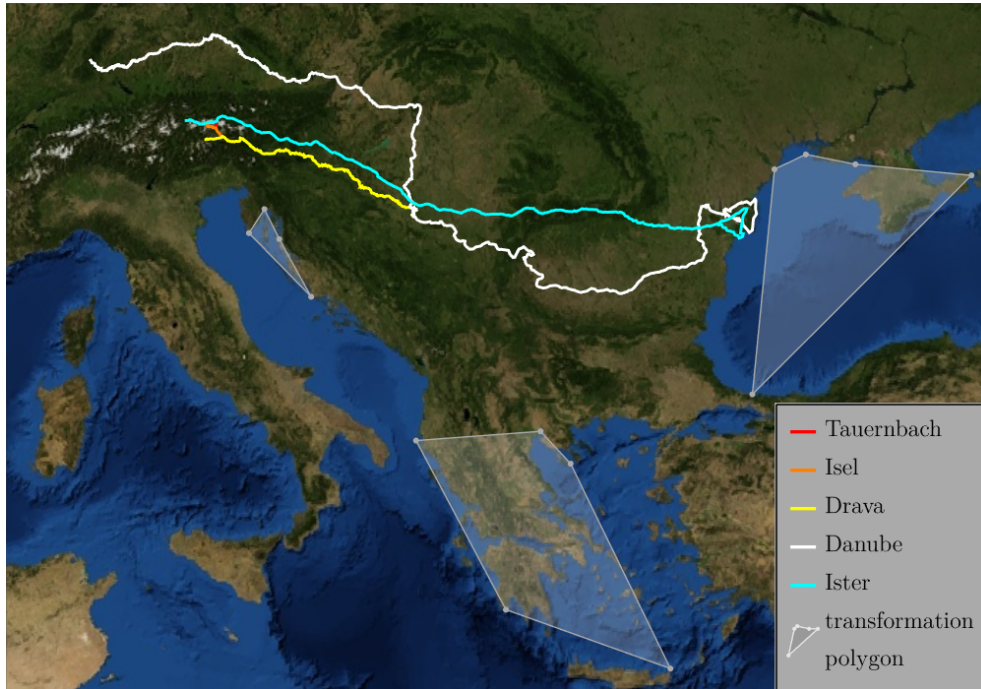 Tauernbach
Isel
Drava
Danube
Ister
transformation
polygon